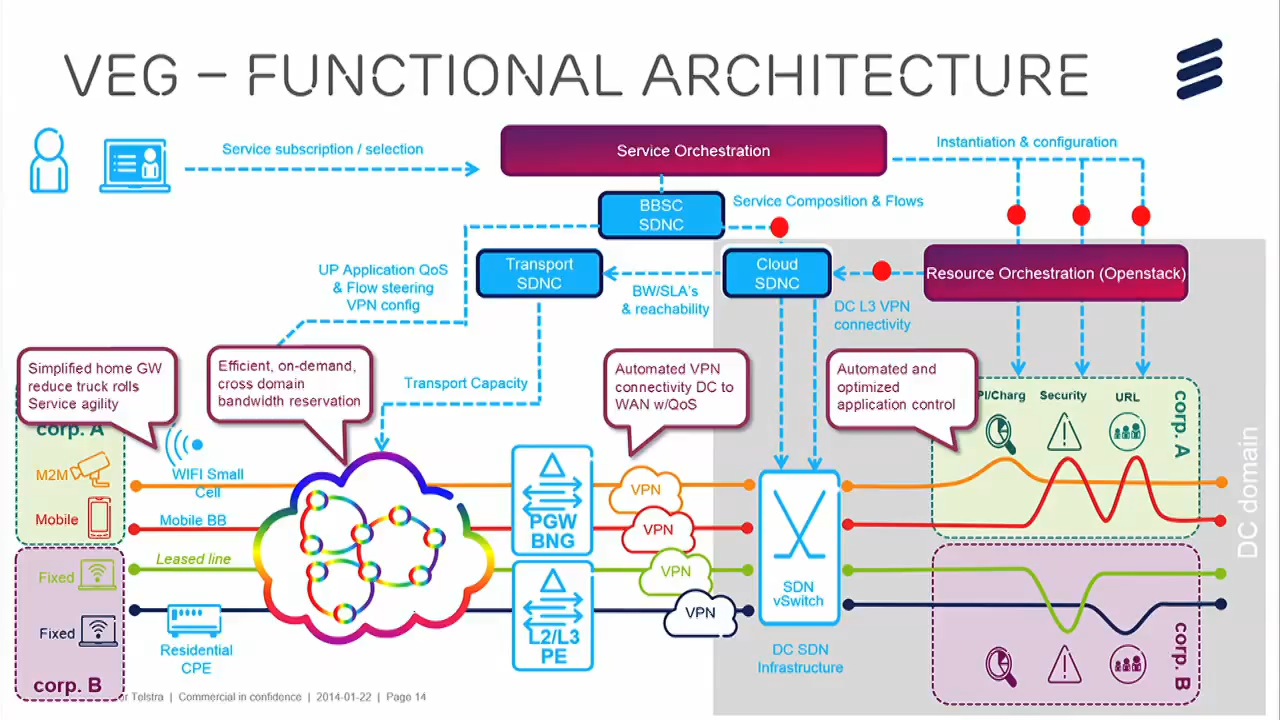 VEG – FUNCTIONAL ARCHITECTURE
Service subscription / selection
Service Orchestration
Instantiation & configuration
BBSC
SDNC
Service Composition & Flows
Transport
SDNC
Cloud
SDNC
Resource Orchestration (Openstack)
UP Application QoS
& Flow steering
VPN config
BW/SLA's
& reachability
DC L3 VPN
connectivity
Transport Capacity
Simplified home GW
reduce truck rolls
Service agility
Efficient, on-demand,
cross domain
bandwidth reservation
Automated VPN
connectivity DC to
WAN w/QoS
Automated and
optimized
application control
PI/Charg
Security
URL
corp. A
corp. A
DC domain
M2M
WIFI Small
Cell
Mobile
Mobile BB
Leased line
Fixed
Fixed
Residential
CPE
corp. B
PGW
BNG
L2/L3
PE
VPN
VPN
VPN
VPN
SDN
vSwitch
DC SDN
Infrastructure
corp. B
or Telstra | Commercial in confidence | 2014-01-22 | Page 14